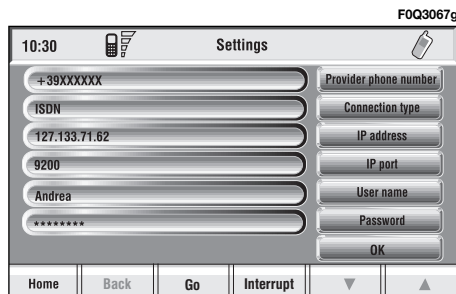 F0Q3067g
10:30 Settings
+39XXXXXX Provider phone number
ISDN Connection type
127.133.71.62 IP address
9200 IP port
Andrea User name
******** Password
OK
Home Back Go Interrupt ▼ ▲